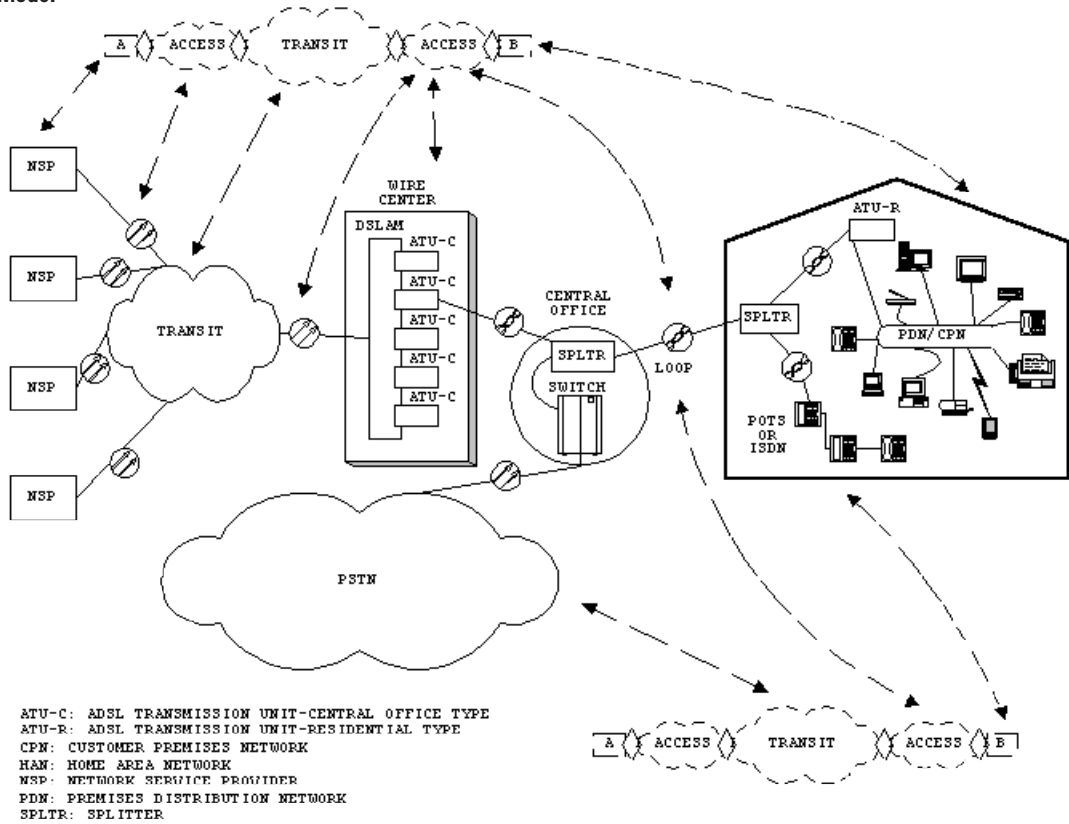 Model
A ACCESS TRANSIT ACCESS B
NSP
NSP
NSP
NSP
TRANSIT
WIRE
CENTER
DSLAM
ATU-C
ATU-C
ATU-C
ATU-C
ATU-C
CENTRAL
OFFICE
SPLTR
SWITCH
LOOP
ATU-R
SPLTR
PDN/CPN
POTS
OR
ISDN
PSTN
A ACCESS TRANSIT ACCESS B
ATU-C: ADSL TRANSMISSION UNIT-CENTRAL OFFICE TYPE
ATU-R: ADSL TRANSMISSION UNIT-RESIDENTIAL TYPE
CPN: CUSTOMER PREMISES NETWORK
HAN: HOME AREA NETWORK
NSP: NETWORK SERVICE PROVIDER
PDN: PREMISES DISTRIBUTION NETWORK
SPLTR: SPLITTER